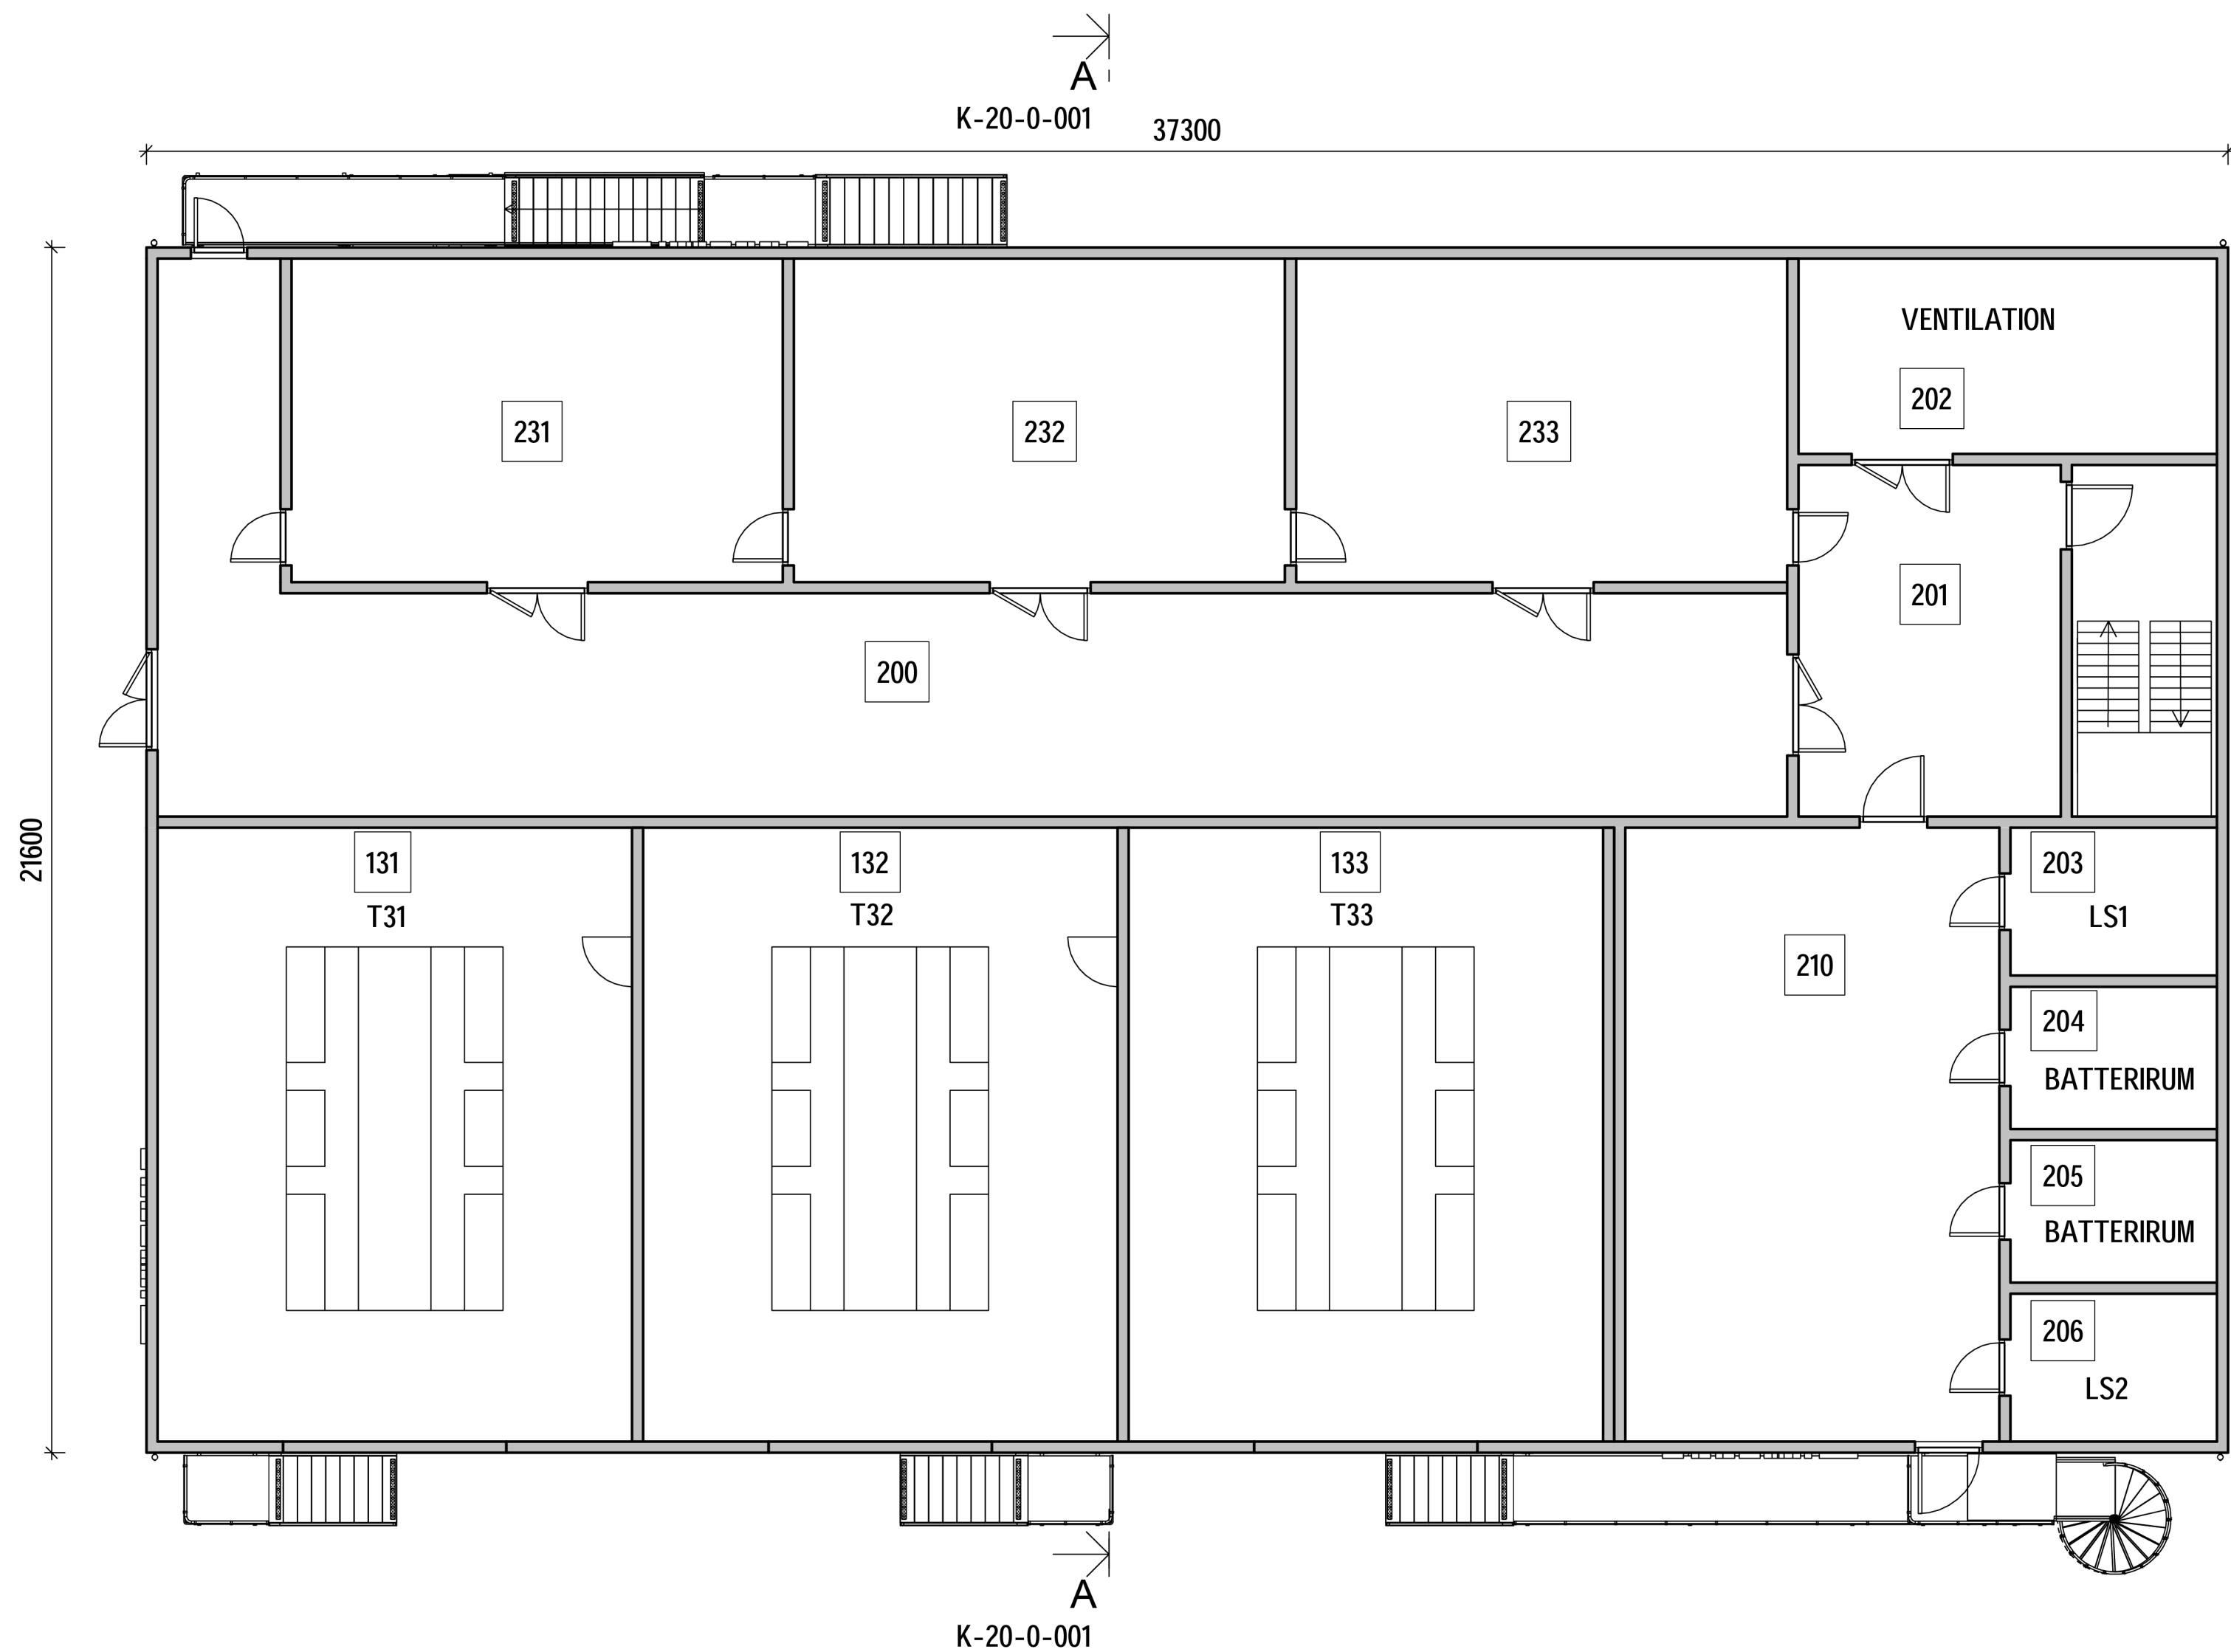 A
K-20-0-001
37300
VENTILATION
202
231
232
233
201
200
21600
131
T31
132
T32
133
T33
203
LS1
210
204
BATTERIRUM
205
BATTERIRUM
206
LS2
A
K-20-0-001